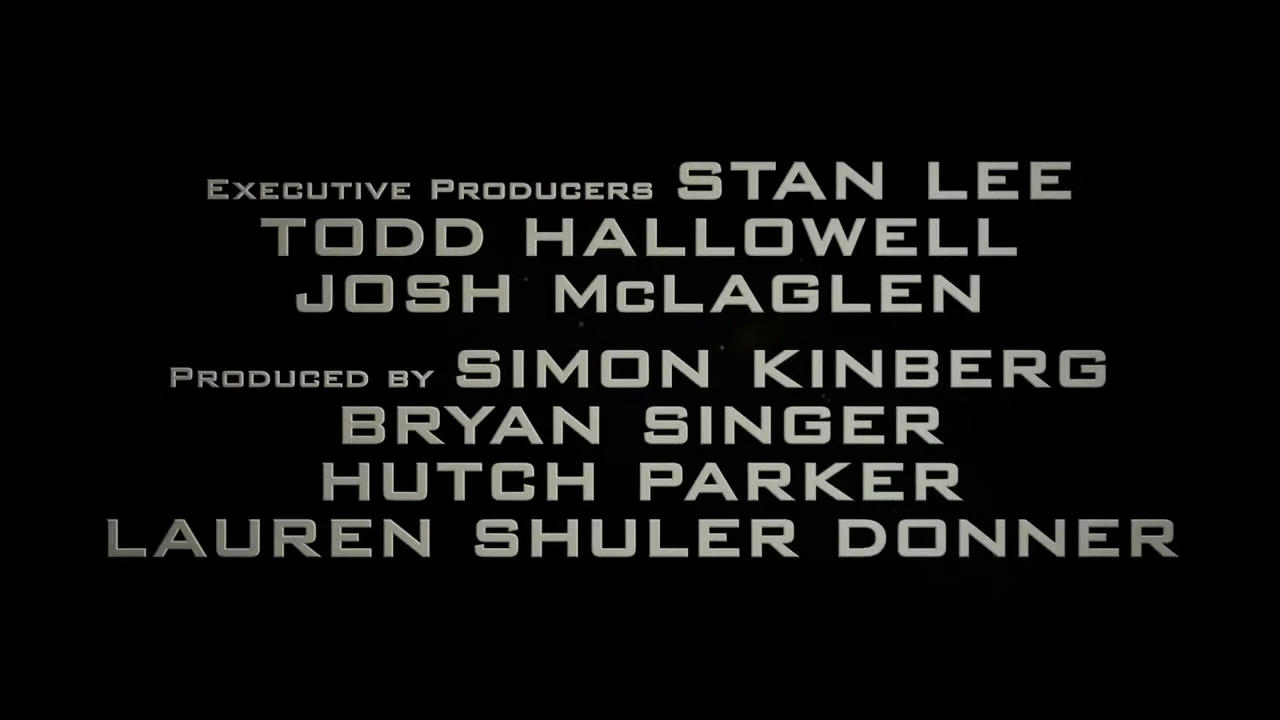 Executive Producers STAN LEE
TODD HALLOWELL
JOSH McLAGLEN
Produced by SIMON KINBERG
BRYAN SINGER
HUTCH PARKER
LAUREN SHULER DONNER